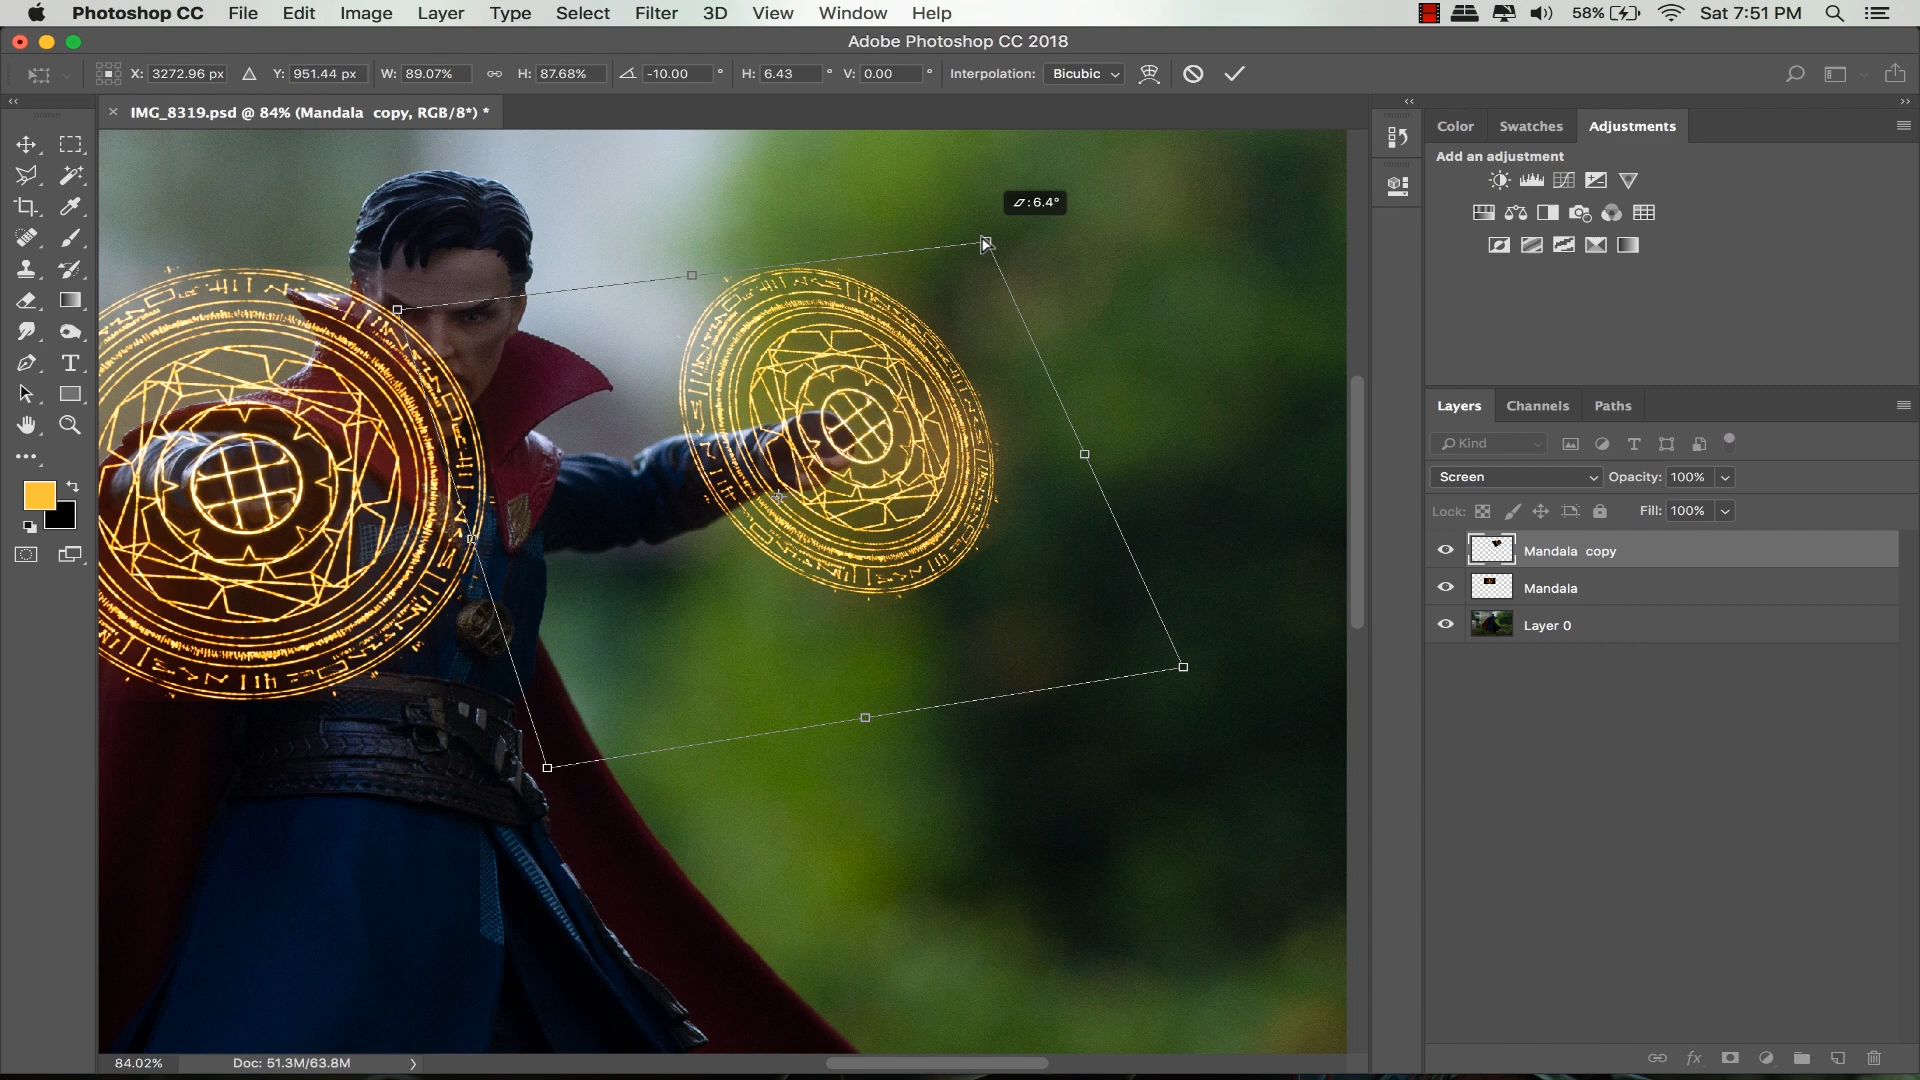 Photoshop CC File Edit Image Layer Type Select Filter 3D View Window Help 58% Sat 7:51 PM
Adobe Photoshop CC 2018
X: 3272.96 px Y: 951.44 px W: 89.07% H: 87.68% -10.00 ° H: 6.43 ° V: 0.00 ° Interpolation: Bicubic
IMG_8319.psd @ 84% (Mandala copy, RGB/8*) *
Color Swatches Adjustments
Add an adjustment
: 6.4°
Layers Channels Paths
Kind
Screen Opacity: 100%
Lock: Fill: 100%
Mandala copy
Mandala
Layer 0
84.02% Doc: 51.3M/63.8M
fx